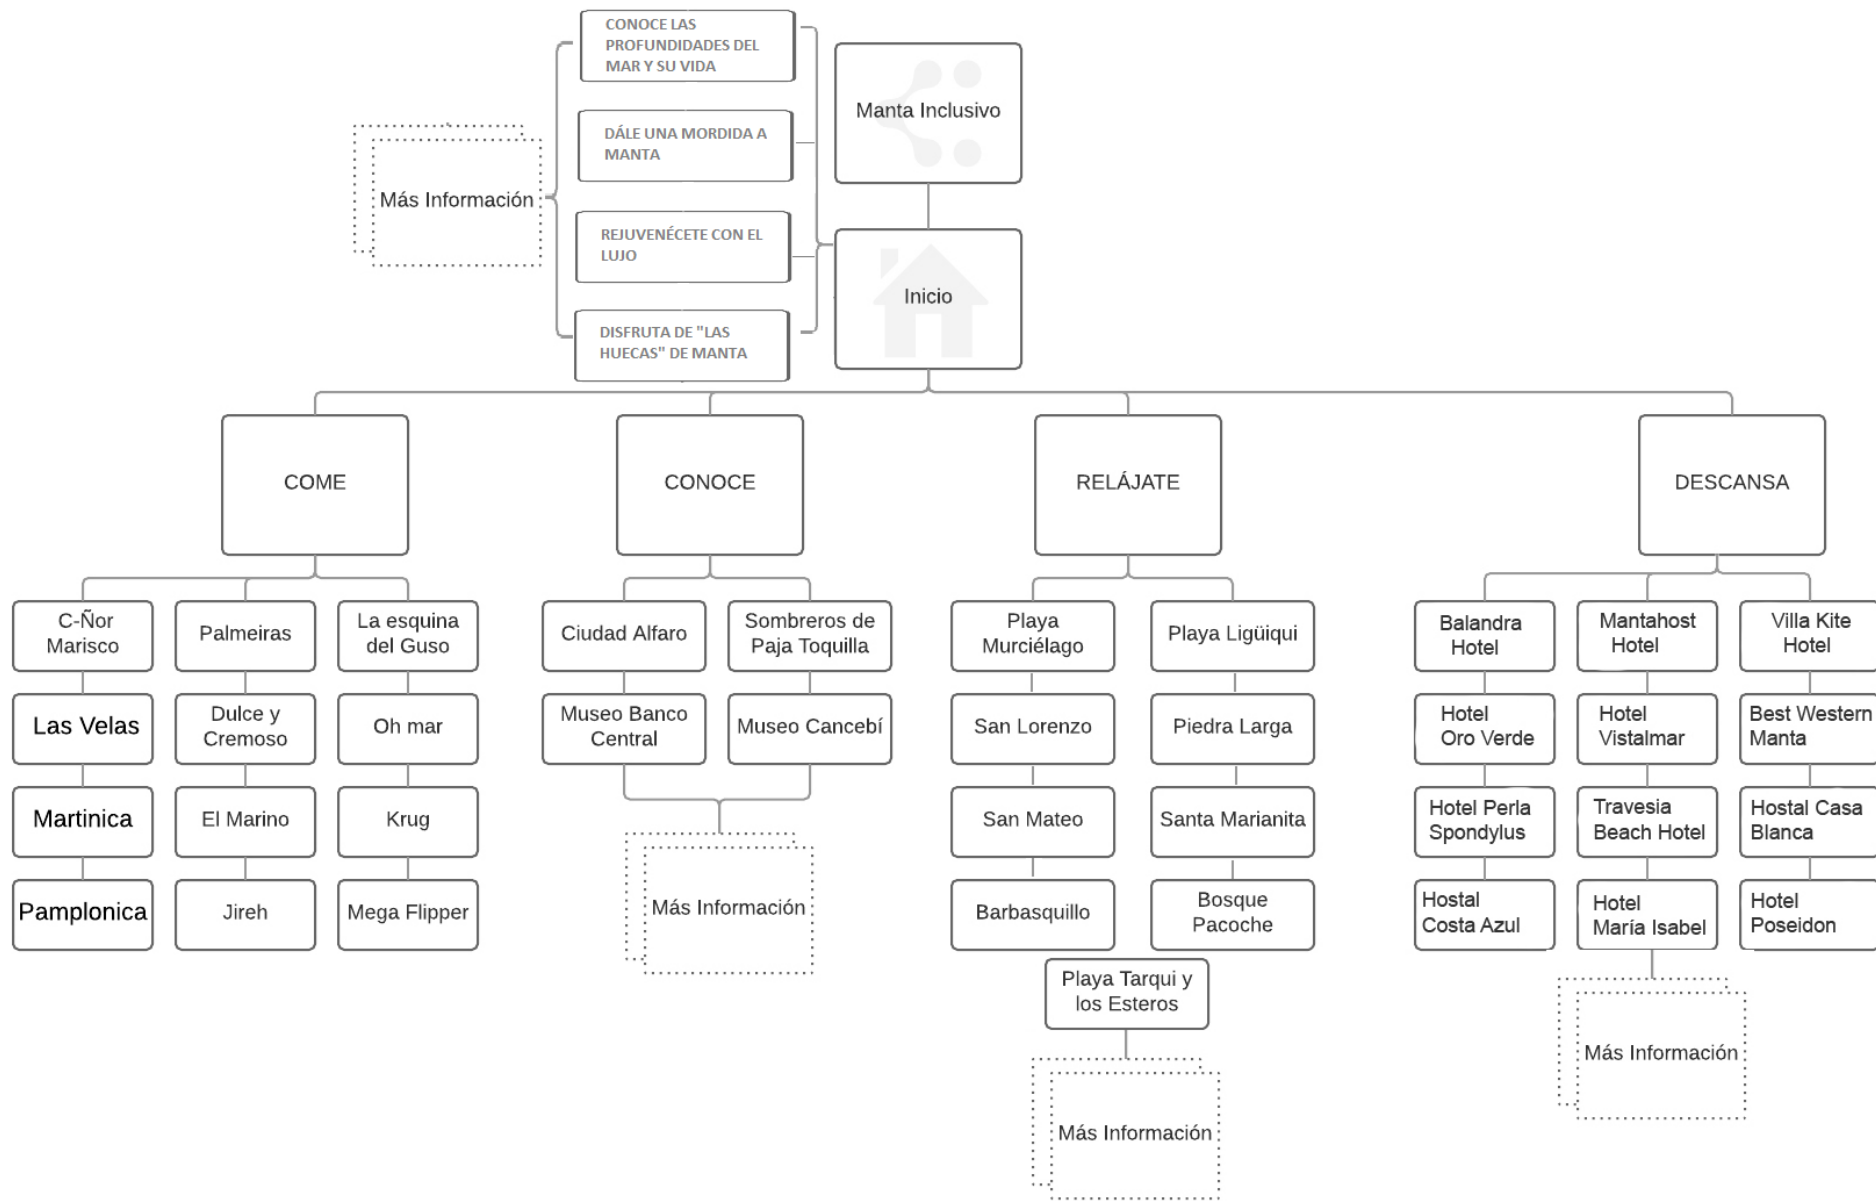 CONOCE LAS
PROFUNDIDADES DEL
MAR Y SU VIDA
Manta Inclusivo
DÁLE UNA MORDIDA A
MANTA
Más Información
REJUVENÉCETE CON EL
LUJO
Inicio
DISFRUTA DE "LAS
HUECAS" DE MANTA
COME
CONOCE
RELÁJATE
DESCANSA
C-Ñor
Marisco
Palmeiras
La esquina
del Guso
Ciudad Alfaro
Sombreros de
Paja Toquilla
Playa
Murciélago
Playa Ligüiqui
Balandra
Hotel
Mantahost
Hotel
Villa Kite
Hotel
Las Velas
Dulce y
Cremoso
Oh mar
Museo Banco
Central
Museo Cancebí
San Lorenzo
Piedra Larga
Hotel
Oro Verde
Hotel
Vistalmar
Best Western
Manta
Martinica
El Marino
Krug
San Mateo
Santa Marianita
Hotel Perla
Spondylus
Travesia
Beach Hotel
Hostal Casa
Blanca
Pamplonica
Jireh
Mega Flipper
Más Información
Barbasquillo
Bosque
Pacoche
Hostal
Costa Azul
Hotel
María Isabel
Hotel
Poseidon
Playa Tarqui y
los Esteros
Más Información
Más Información